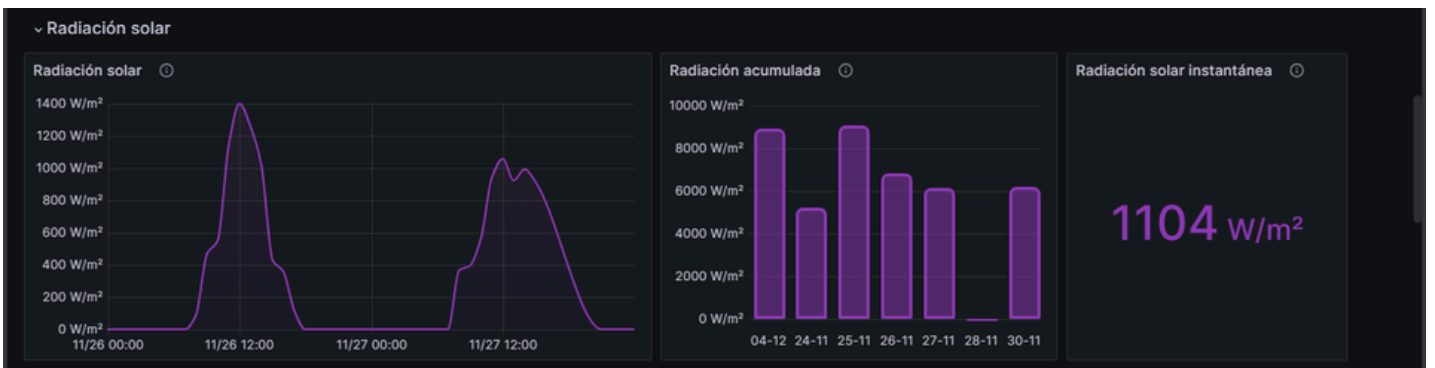 Radiación solar
Radiación solar
1400 W/m²
1200 W/m²
1000 W/m²
800 W/m²
600 W/m²
400 W/m²
200 W/m²
0 W/m²
11/26 00:00 11/26 12:00 11/27 00:00 11/27 12:00
Radiación acumulada
10000 W/m²
8000 W/m²
6000 W/m²
4000 W/m²
2000 W/m²
0 W/m²
04-12 24-11 25-11 26-11 27-11 28-11 30-11
Radiación solar instantánea
1104 W/m²